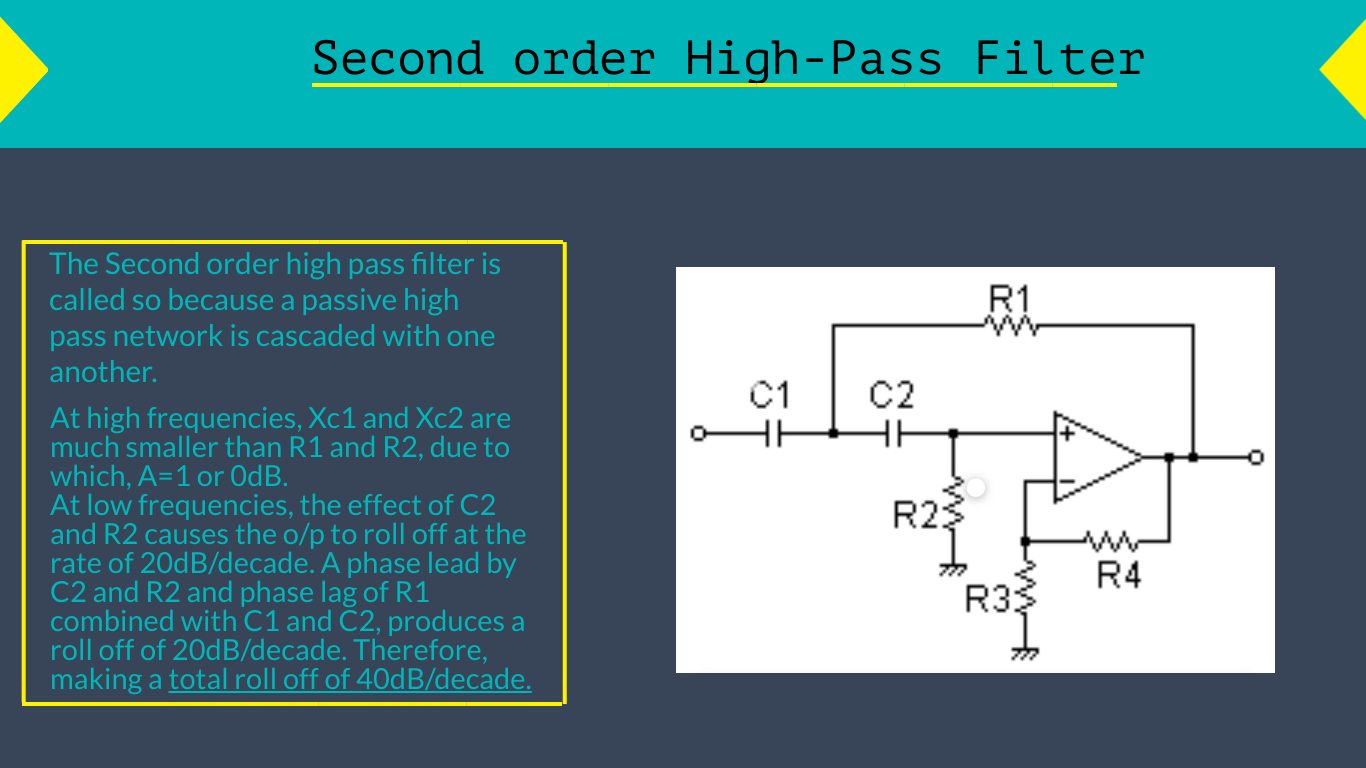 Second order High-Pass Filter
The Second order high pass filter is
called so because a passive high
pass network is cascaded with one
another.
At high frequencies, Xc1 and Xc2 are
much smaller than R1 and R2, due to
which, A=1 or 0dB.
At low frequencies, the effect of C2
and R2 causes the o/p to roll off at the
rate of 20dB/decade. A phase lead by
C2 and R2 and phase lag of R1
combined with C1 and C2, produces a
roll off of 20dB/decade. Therefore,
making a total roll off of 40dB/decade.
R1
C1 C2
+
-
R2
R4
R3